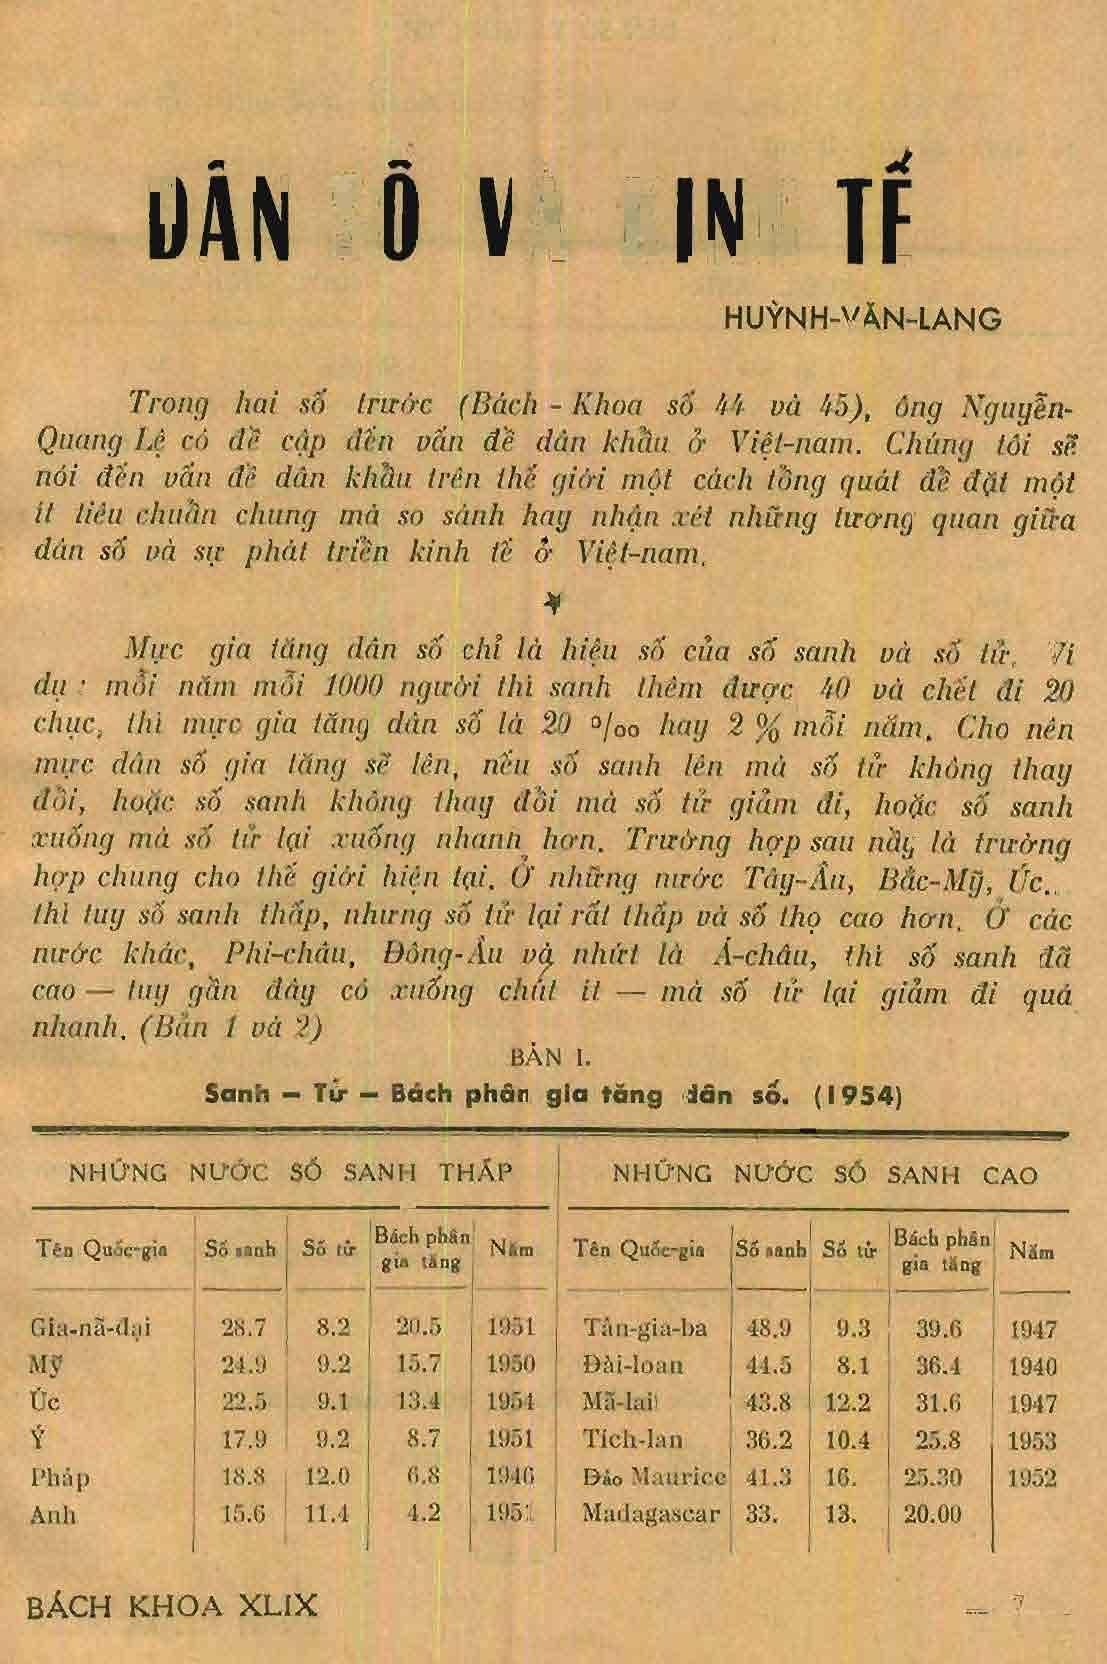 DÂN SỐ VÀ KINH TẾ
HUỲNH-VĂN-LANG
Trong hai số trước (Bách - Khoa số 44 và 45), ông Nguyễn-
Quang Lệ có đề cập đến vấn đề dân khẩu ở Việt-nam. Chúng tôi sẽ
nói đến vấn đề dân khẩu trên thế giới một cách tổng quát để đặt một
ít tiêu chuẩn chung mà so sánh hay nhận xét những tương quan giữa
dân số và sự phát triển kinh tế ở Việt-nam.
Mực gia tăng dân số chỉ là hiệu số của số sanh và số tử. Ví
dụ : mỗi năm mỗi 1000 người thì sanh thêm được 40 và chết đi 20
chục, thì mực gia tăng dân số là 20 º/oo hay 2 % mỗi năm. Cho nên
mực dân số gia tăng sẽ lên, nếu số sanh lên mà số tử không thay
đổi, hoặc số sanh không thay đổi mà số tử giảm đi, hoặc số sanh
xuống mà số tử lại xuống nhanh hơn. Trường hợp sau nầy là trường
hợp chung cho thế giới hiện tại. Ở những nước Tây-Âu, Bắc-Mỹ, Úc..
thì tuy số sanh thấp, nhưng số tử lại rất thấp và số thọ cao hơn. Ở các
nước khác, Phi-châu, Đông-Âu và nhứt là Á-châu, thì số sanh đã
cao — tuy gần đây có xuống chút ít — mà số tử lại giảm đi quá
nhanh. (Bản 1 và 2)
BẢN I.
Sanh – Tử – Bách phân gia tăng dân số. (1954)
NHỮNG NƯỚC SỐ SANH THẤP NHỮNG NƯỚC SỐ SANH CAO
Tên Quốc-gia Số sanh Số tử Bách phân gia tăng Năm Tên Quốc-gia Số sanh Số tử Bách phân gia tăng Năm
Gia-nã-đại 28.7 8.2 20.5 1951 Tân-gia-ba 48.9 9.3 39.6 1947
Mỹ 24.9 9.2 15.7 1950 Đài-loan 44.5 8.1 36.4 1940
Úc 22.5 9.1 13.4 1954 Mã-lai 43.8 12.2 31.6 1947
Ý 17.9 9.2 8.7 1951 Tích-lan 36.2 10.4 25.8 1953
Pháp 18.8 12.0 6.8 1946 Đảo Maurice 41.3 16. 25.30 1952
Anh 15.6 11.4 4.2 Madagascar 33. 13. 20.00
BÁCH KHOA XLIX